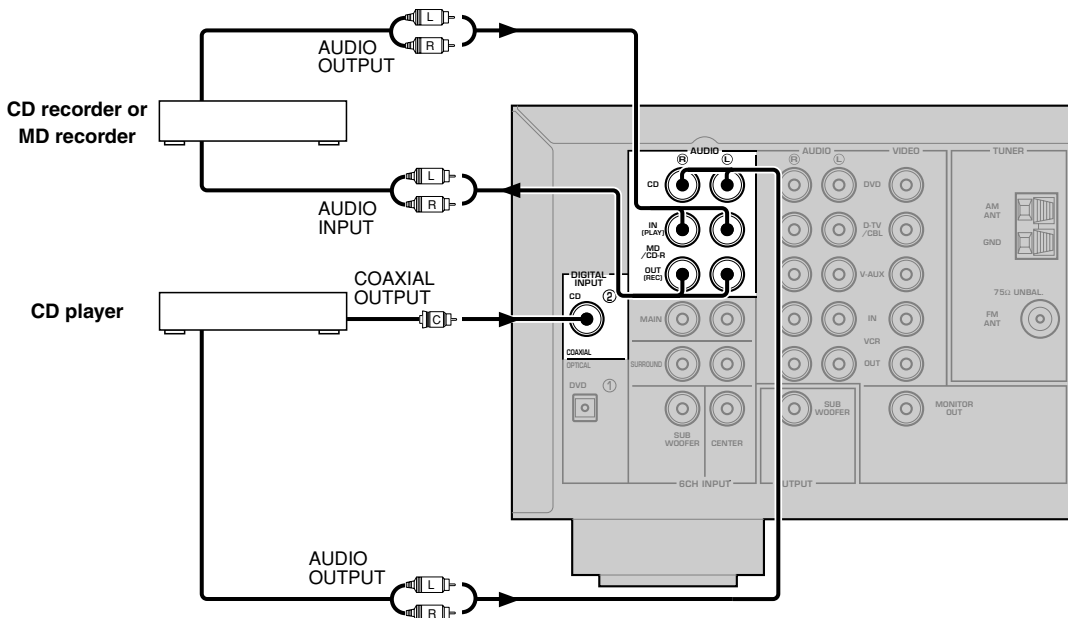 L
R
AUDIO
OUTPUT
CD recorder or
MD recorder
L
R
AUDIO
INPUT
COAXIAL
OUTPUT
C
CD player
AUDIO
OUTPUT
L
R
AUDIO
R L
CD
IN
(PLAY)
MD
/CD-R
OUT
(REC)
DIGITAL
INPUT
CD ②
COAXIAL
OPTICAL
DVD ①
MAIN
SURROUND
SUB
WOOFER
CENTER
6CH INPUT
AUDIO
R L
VIDEO
DVD
D-TV
/CBL
V-AUX
IN
VCR
OUT
SUB
WOOFER
OUTPUT
MONITOR
OUT
TUNER
AM
ANT
GND
75Ω UNBAL.
FM
ANT